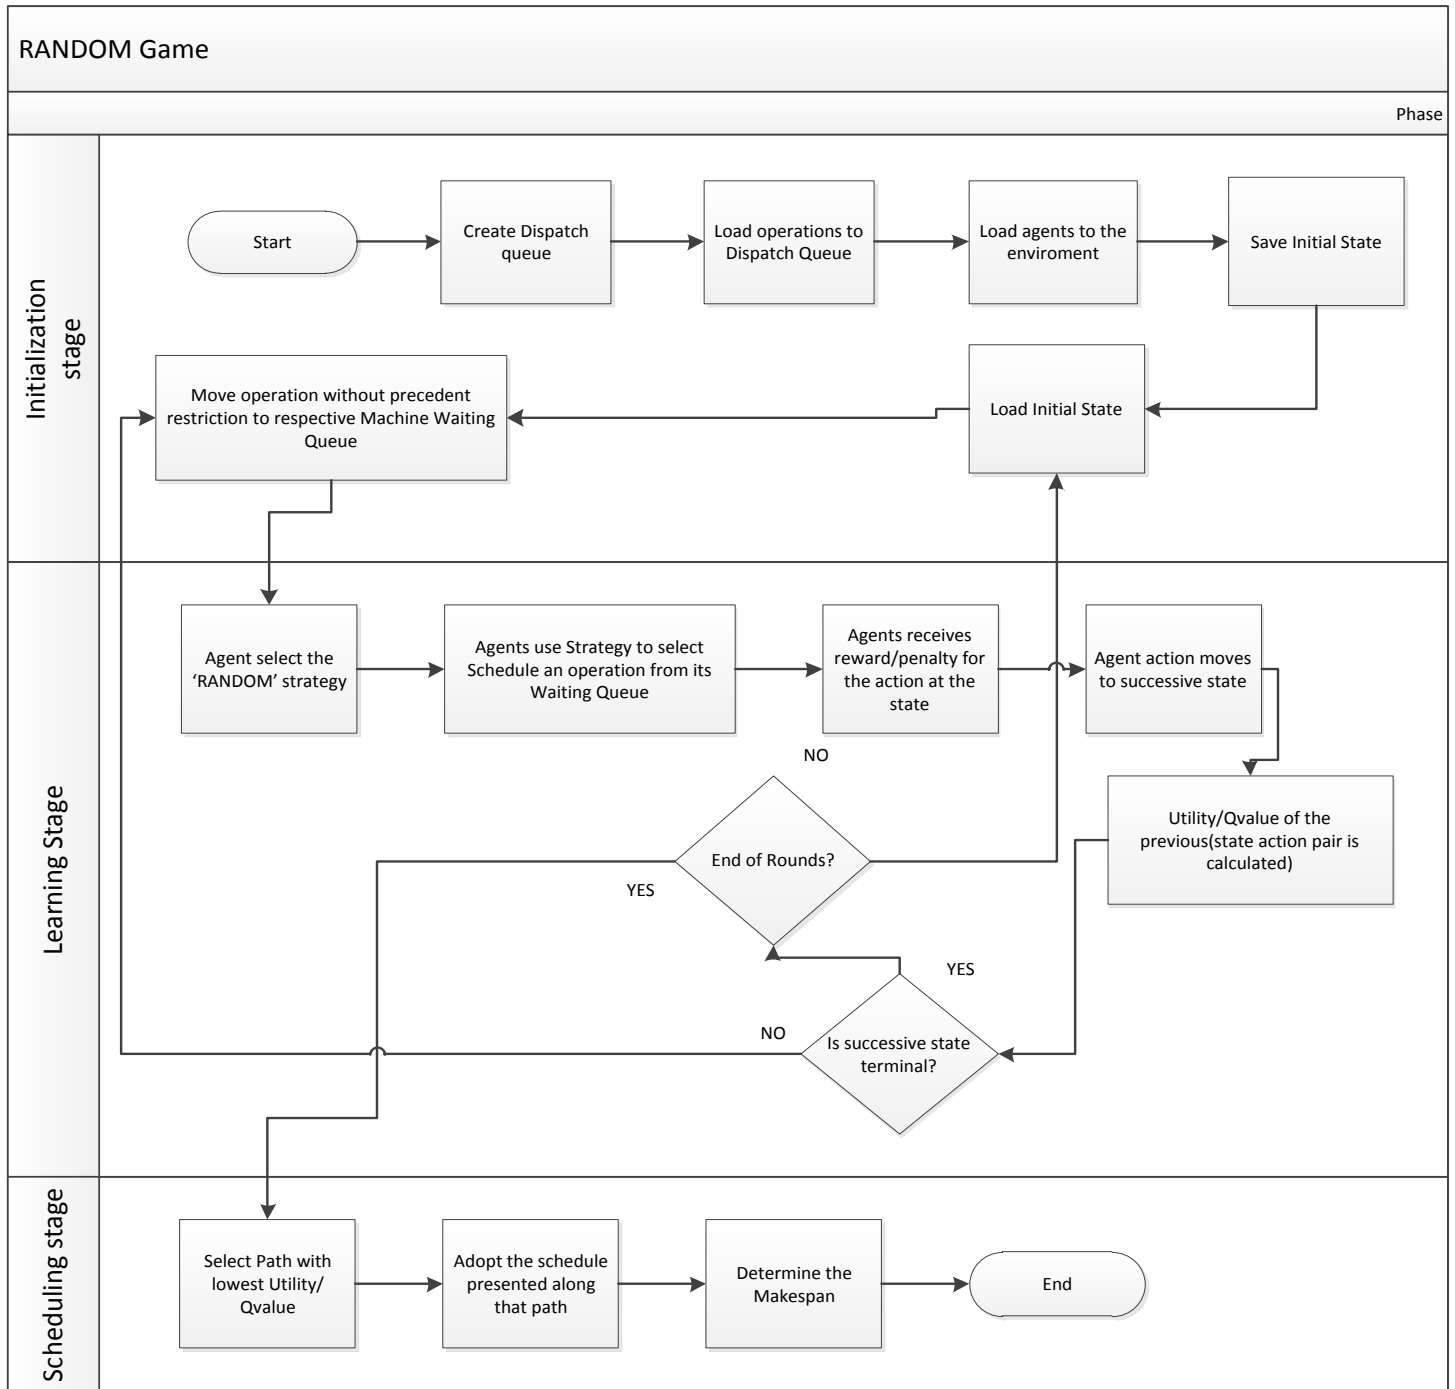 RANDOM Game
Phase
Initialization
stage
Start
Create Dispatch
queue
Load operations to
Dispatch Queue
Load agents to the
enviroment
Save Initial State
Move operation without precedent
restriction to respective Machine Waiting
Queue
Load Initial State
Learning Stage
Agent select the
‘RANDOM’ strategy
Agents use Strategy to select
Schedule an operation from its
Waiting Queue
Agents receives
reward/penalty for
the action at the
state
Agent action moves
to successive state
NO
End of Rounds?
YES
Utility/Qvalue of the
previous(state action pair is
calculated)
YES
NO
Is successive state
terminal?
Scheduling stage
Select Path with
lowest Utility/
Qvalue
Adopt the schedule
presented along
that path
Determine the
Makespan
End